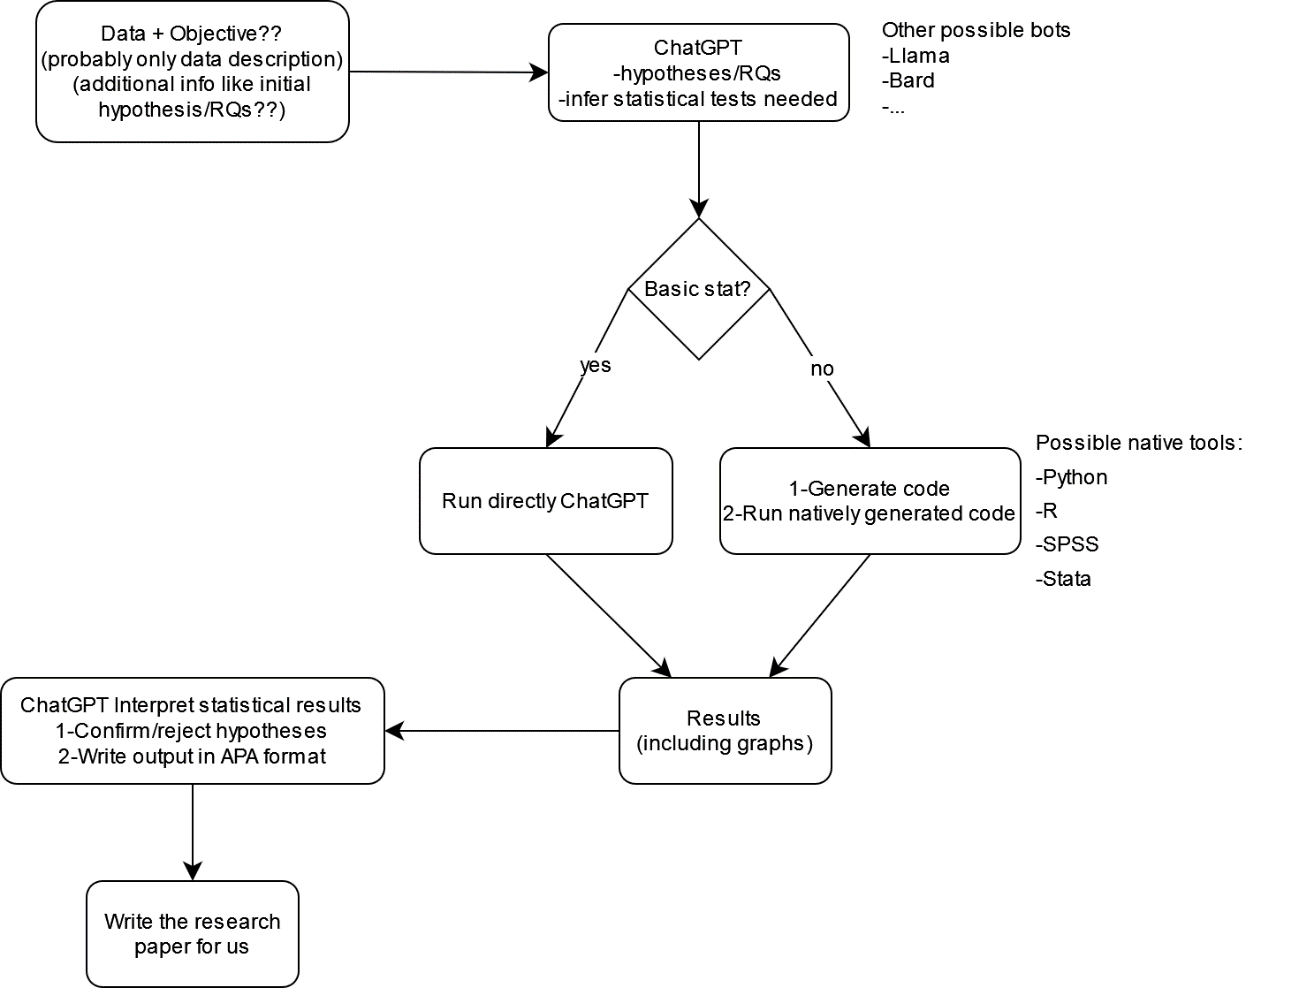 Data + Objective??
(probably only data description)
(additional info like initial
hypothesis/RQs??)
ChatGPT
-hypotheses/RQs
-infer statistical tests needed
Other possible bots
-Llama
-Bard
-...
Basic stat?
yes
no
Run directly ChatGPT
1-Generate code
2-Run natively generated code
Possible native tools:
-Python
-R
-SPSS
-Stata
Results
(including graphs)
ChatGPT Interpret statistical results
1-Confirm/reject hypotheses
2-Write output in APA format
Write the research
paper for us